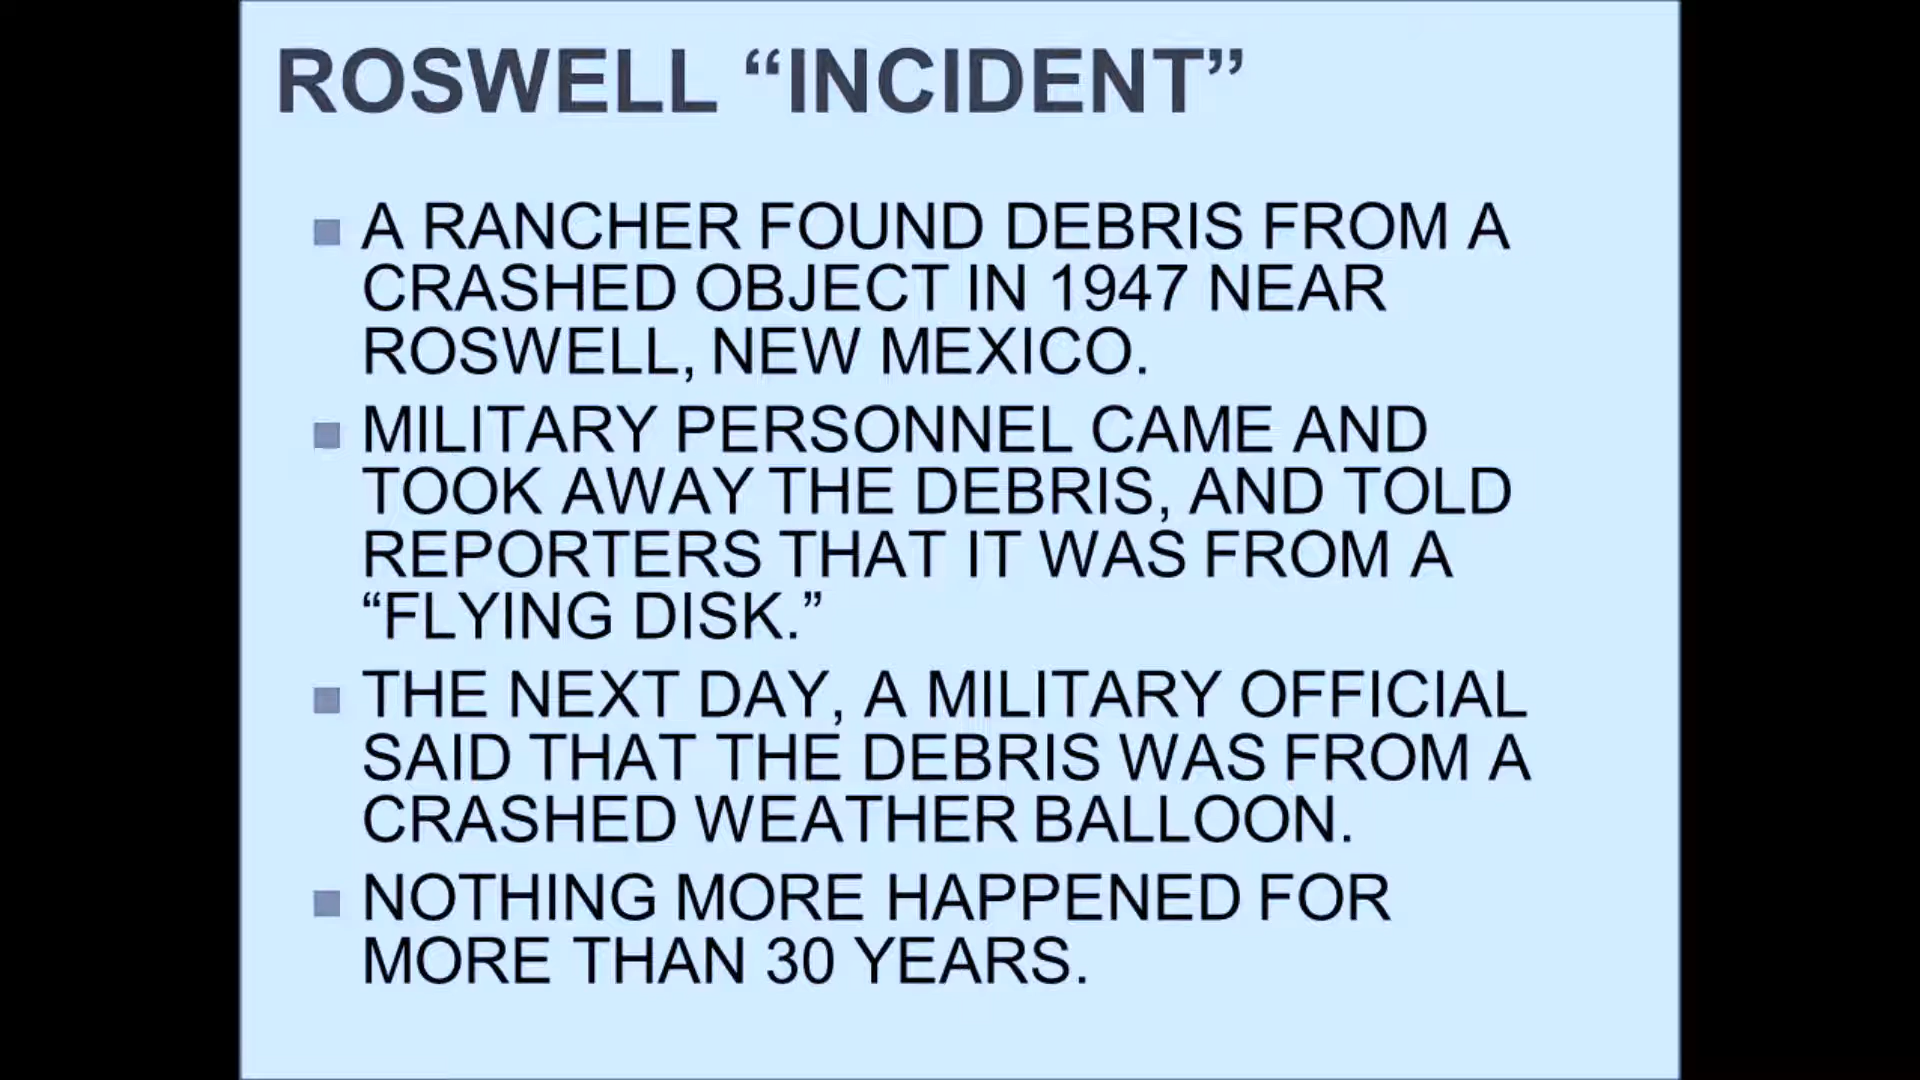 ROSWELL “INCIDENT”
A RANCHER FOUND DEBRIS FROM A
CRASHED OBJECT IN 1947 NEAR
ROSWELL, NEW MEXICO.
MILITARY PERSONNEL CAME AND
TOOK AWAY THE DEBRIS, AND TOLD
REPORTERS THAT IT WAS FROM A
“FLYING DISK.”
THE NEXT DAY, A MILITARY OFFICIAL
SAID THAT THE DEBRIS WAS FROM A
CRASHED WEATHER BALLOON.
NOTHING MORE HAPPENED FOR
MORE THAN 30 YEARS.